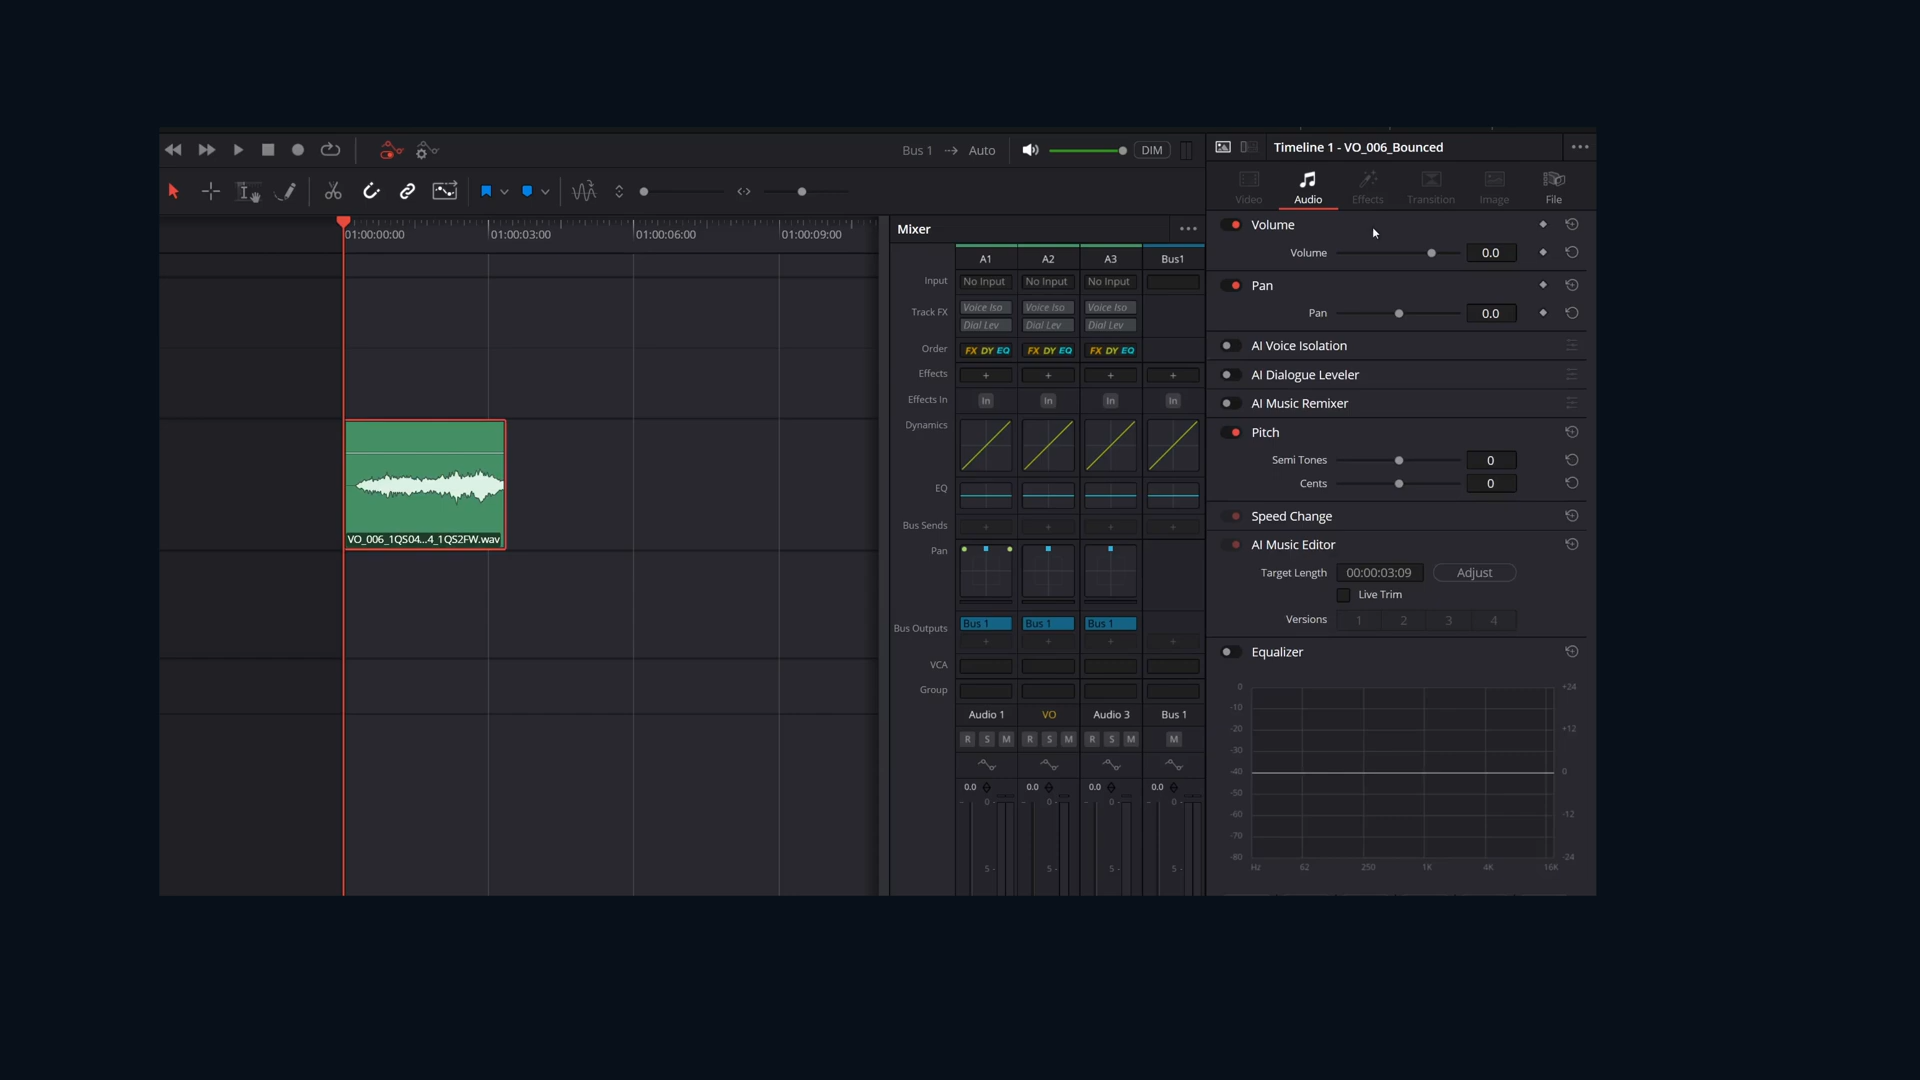 Bus 1 → Auto
DIM
Timeline 1 - VO_006_Bounced
Video
Audio
Effects
Transition
Image
File
01:00:00:00
01:00:03:00
01:00:06:00
01:00:09:00
VO_006_1QS04...4_1QS2FW.wav
Mixer
A1 A2 A3 Bus1
Input No Input No Input No Input
Track FX Voice Iso Voice Iso Voice Iso
Dial Lev Dial Lev Dial Lev
Order FX DY EQ FX DY EQ FX DY EQ
Effects + + + +
Effects In In In In In
Dynamics
EQ
Bus Sends + + + +
Pan
Bus Outputs Bus 1 Bus 1 Bus 1
+ + + +
VCA
Group
Audio 1 VO Audio 3 Bus 1
R S M R S M R S M M
0.0 0.0 0.0 0.0
0- 0- 0- 0-
5- 5- 5- 5-
Volume
Volume 0.0
Pan
Pan 0.0
AI Voice Isolation
AI Dialogue Leveler
AI Music Remixer
Pitch
Semi Tones 0
Cents 0
Speed Change
AI Music Editor
Target Length 00:00:03:09 Adjust
Live Trim
Versions 1 2 3 4
Equalizer
0 +24
-10
-20 +12
-30
-40 0
-50
-60 -12
-70
-80 -24
Hz 62 250 1K 4K 16K